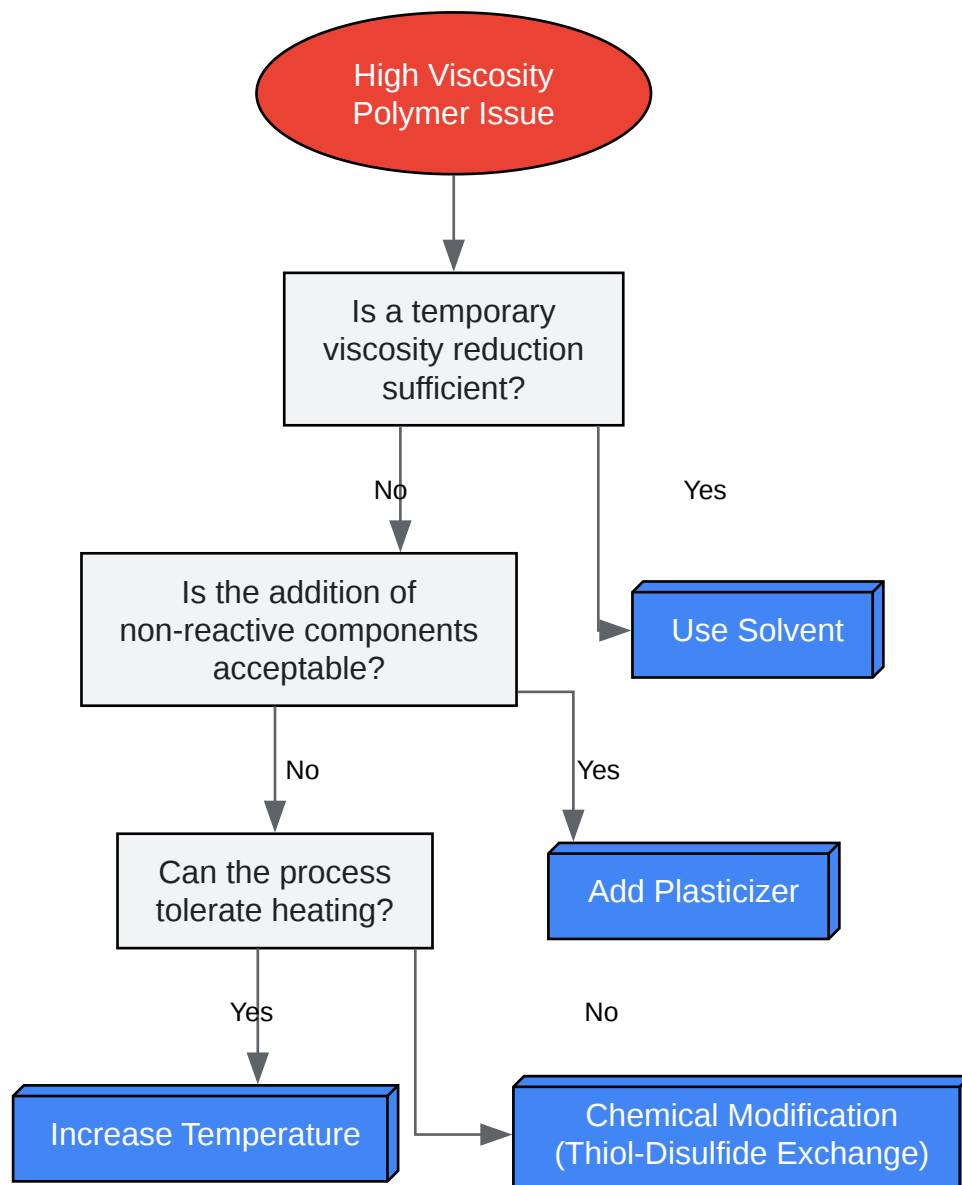 High Viscosity
Polymer Issue
Is a temporary
viscosity reduction
sufficient?
No
Yes
Is the addition of
non-reactive components
acceptable?
Use Solvent
No
Yes
Can the process
tolerate heating?
Add Plasticizer
Yes
No
Increase Temperature
Chemical Modification
(Thiol-Disulfide Exchange)